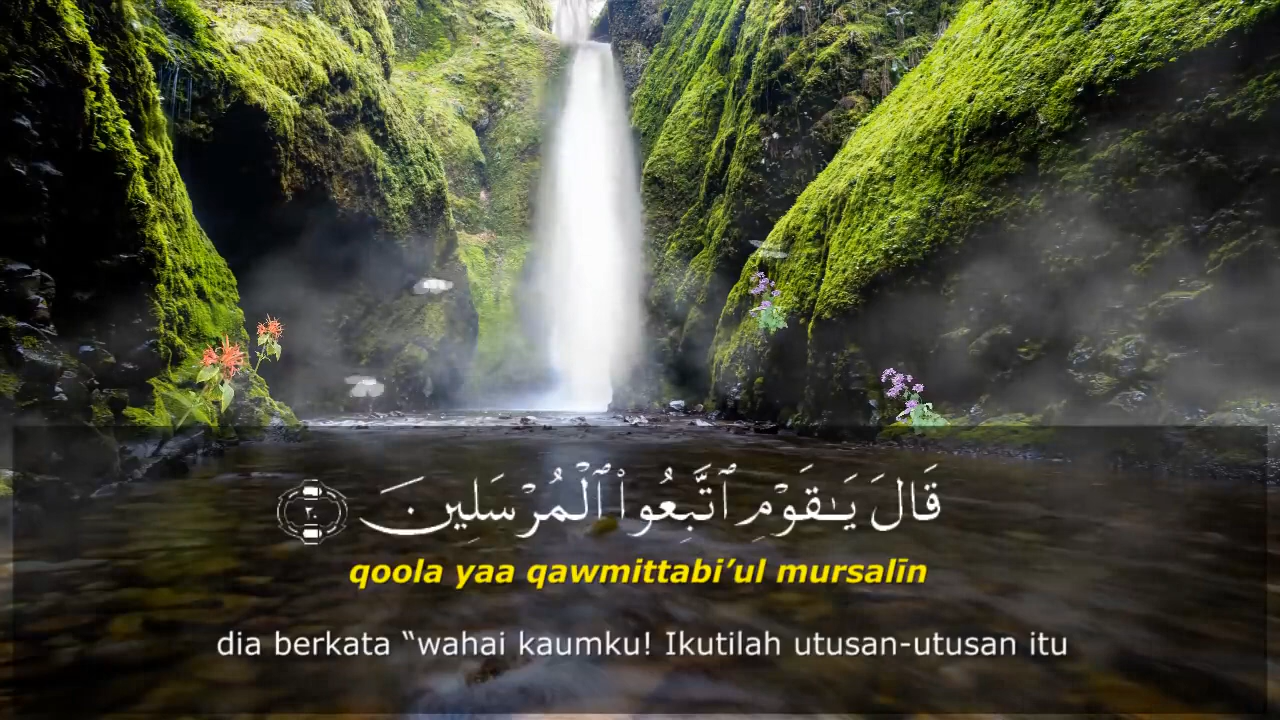 قَالَ يَـٰقَوْمِ ٱتَّبِعُوا۟ ٱلْمُرْسَلِينَ ٢٠
qoola yaa qawmittabi’ul mursalīn
dia berkata “wahai kaumku! Ikutilah utusan-utusan itu